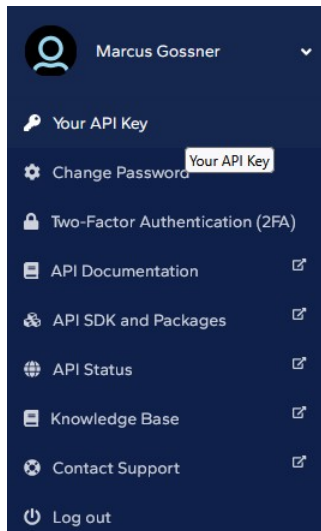 Marcus Gossner
Your API Key
Your API Key
Change Password
Two-Factor Authentication (2FA)
API Documentation
API SDK and Packages
API Status
Knowledge Base
Contact Support
Log out